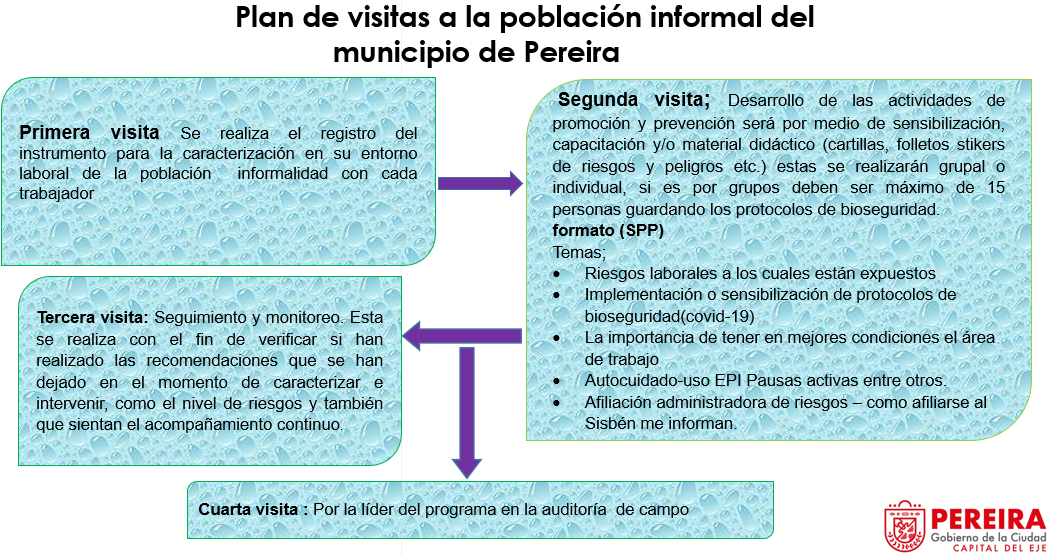 Plan de visitas a la población informal del
municipio de Pereira
Primera visita Se realiza el registro del
instrumento para la caracterización en su entorno
laboral de la población informalidad con cada
trabajador
Segunda visita; Desarrollo de las actividades de
promoción y prevención será por medio de sensibilización,
capacitación y/o material didáctico (cartillas, folletos stikers
de riesgos y peligros etc.) estas se realizarán grupal o
individual, si es por grupos deben ser máximo de 15
personas guardando los protocolos de bioseguridad.
formato (SPP)
Temas;
• Riesgos laborales a los cuales están expuestos
• Implementación o sensibilización de protocolos de
bioseguridad(covid-19)
• La importancia de tener en mejores condiciones el área
de trabajo
• Autocuidado-uso EPI Pausas activas entre otros.
• Afiliación administradora de riesgos – como afiliarse al
Sisbén me informan.
Tercera visita: Seguimiento y monitoreo. Esta
se realiza con el fin de verificar si han
realizado las recomendaciones que se han
dejado en el momento de caracterizar e
intervenir, como el nivel de riesgos y también
que sientan el acompañamiento continuo.
Cuarta visita : Por la líder del programa en la auditoría de campo
PEREIRA
Gobierno de la Ciudad
CAPITAL DEL EJE